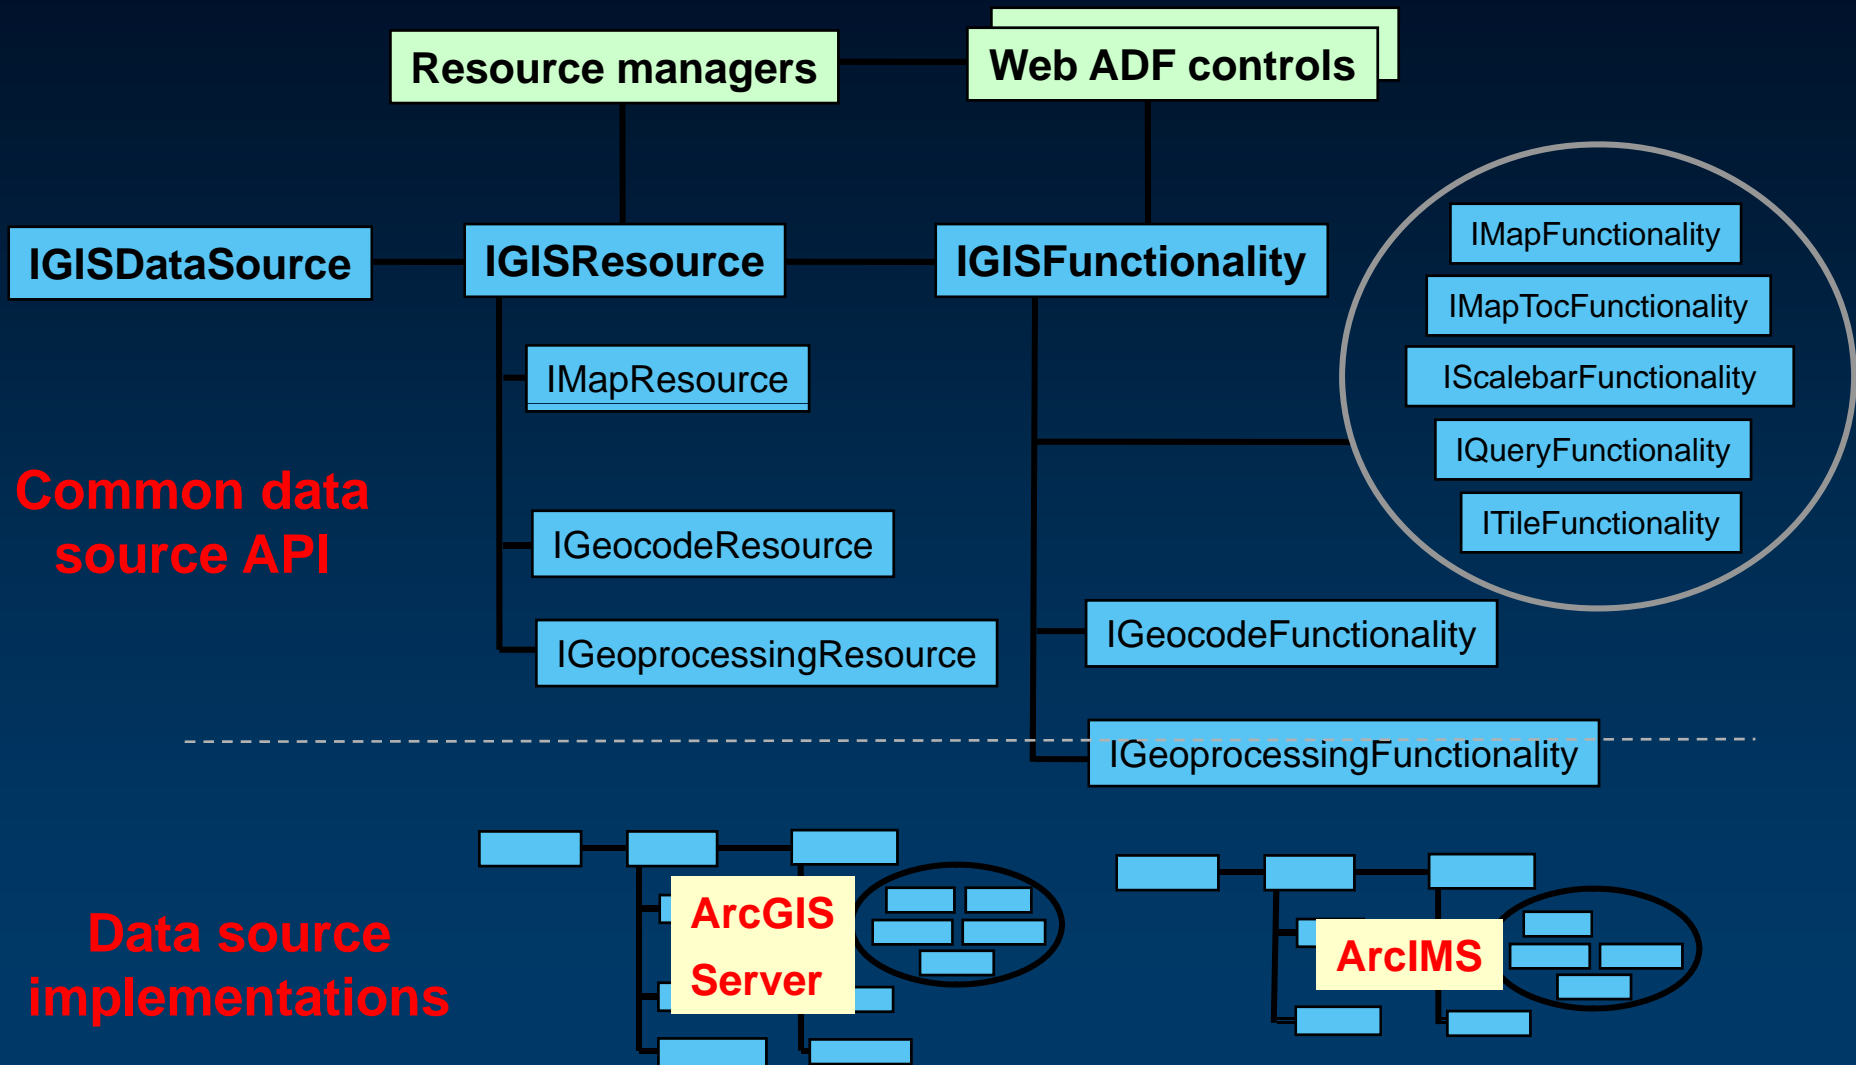 Resource managers
Web ADF controls
IGISDataSource
IGISResource
IGISFunctionality
IMapFunctionality
IMapTocFunctionality
IScalebarFunctionality
IQueryFunctionality
ITileFunctionality
IMapResource
IGeocodeResource
IGeoprocessingResource
IGeocodeFunctionality
IGeoprocessingFunctionality
Common data
source API
Data source
implementations
ArcGIS
Server
ArcIMS